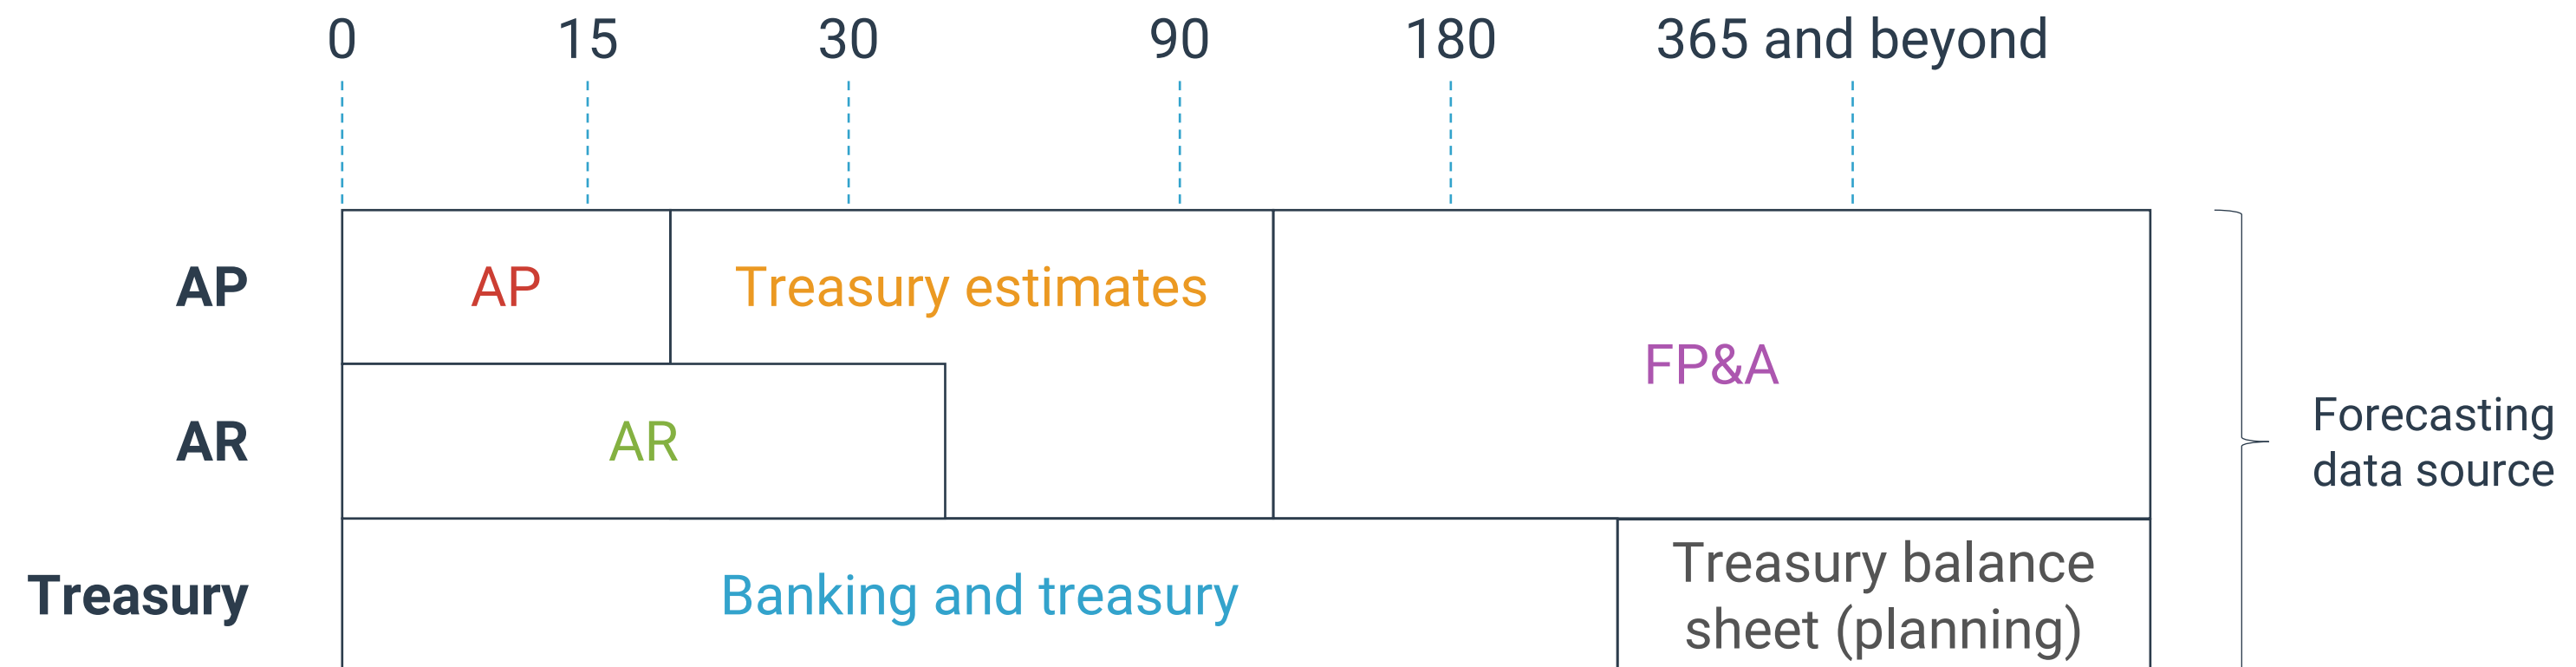 0 15 30 90 180 365 and beyond
AP AP Treasury estimates
FP&A
AR AR
Forecasting
data source
Treasury Banking and treasury
Treasury balance
sheet (planning)